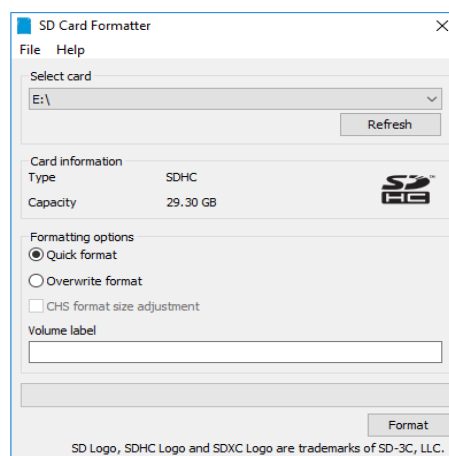 SD Card Formatter
File Help
Select card
E:\
Refresh
Card information
Type SDHC
Capacity 29.30 GB
SD
HC
Formatting options
Quick format
Overwrite format
CHS format size adjustment
Volume label
Format
SD Logo, SDHC Logo and SDXC Logo are trademarks of SD-3C, LLC.